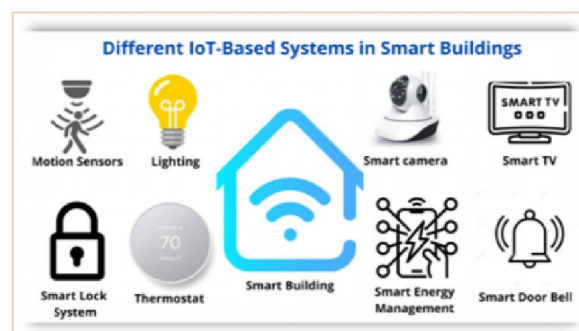 Different IoT-Based Systems in Smart Buildings
SMART TV
Motion Sensors
Lighting
Smart camera
Smart TV
70
Smart Lock
System
Thermostat
Smart Building
Smart Energy
Management
Smart Door Bell